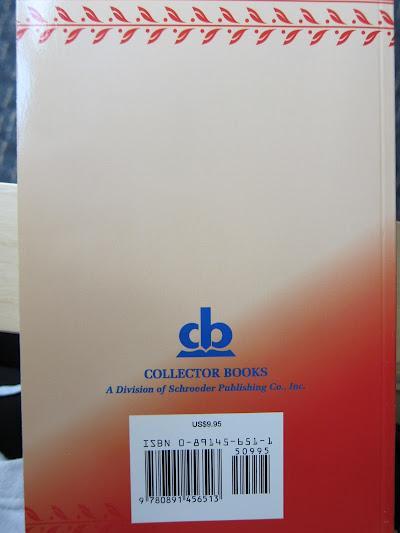 cb
COLLECTOR BOOKS
A Division of Schroeder Publishing Co., Inc.
US$9.95
ISBN 0-89145-651-1
50995
9 780891 456513